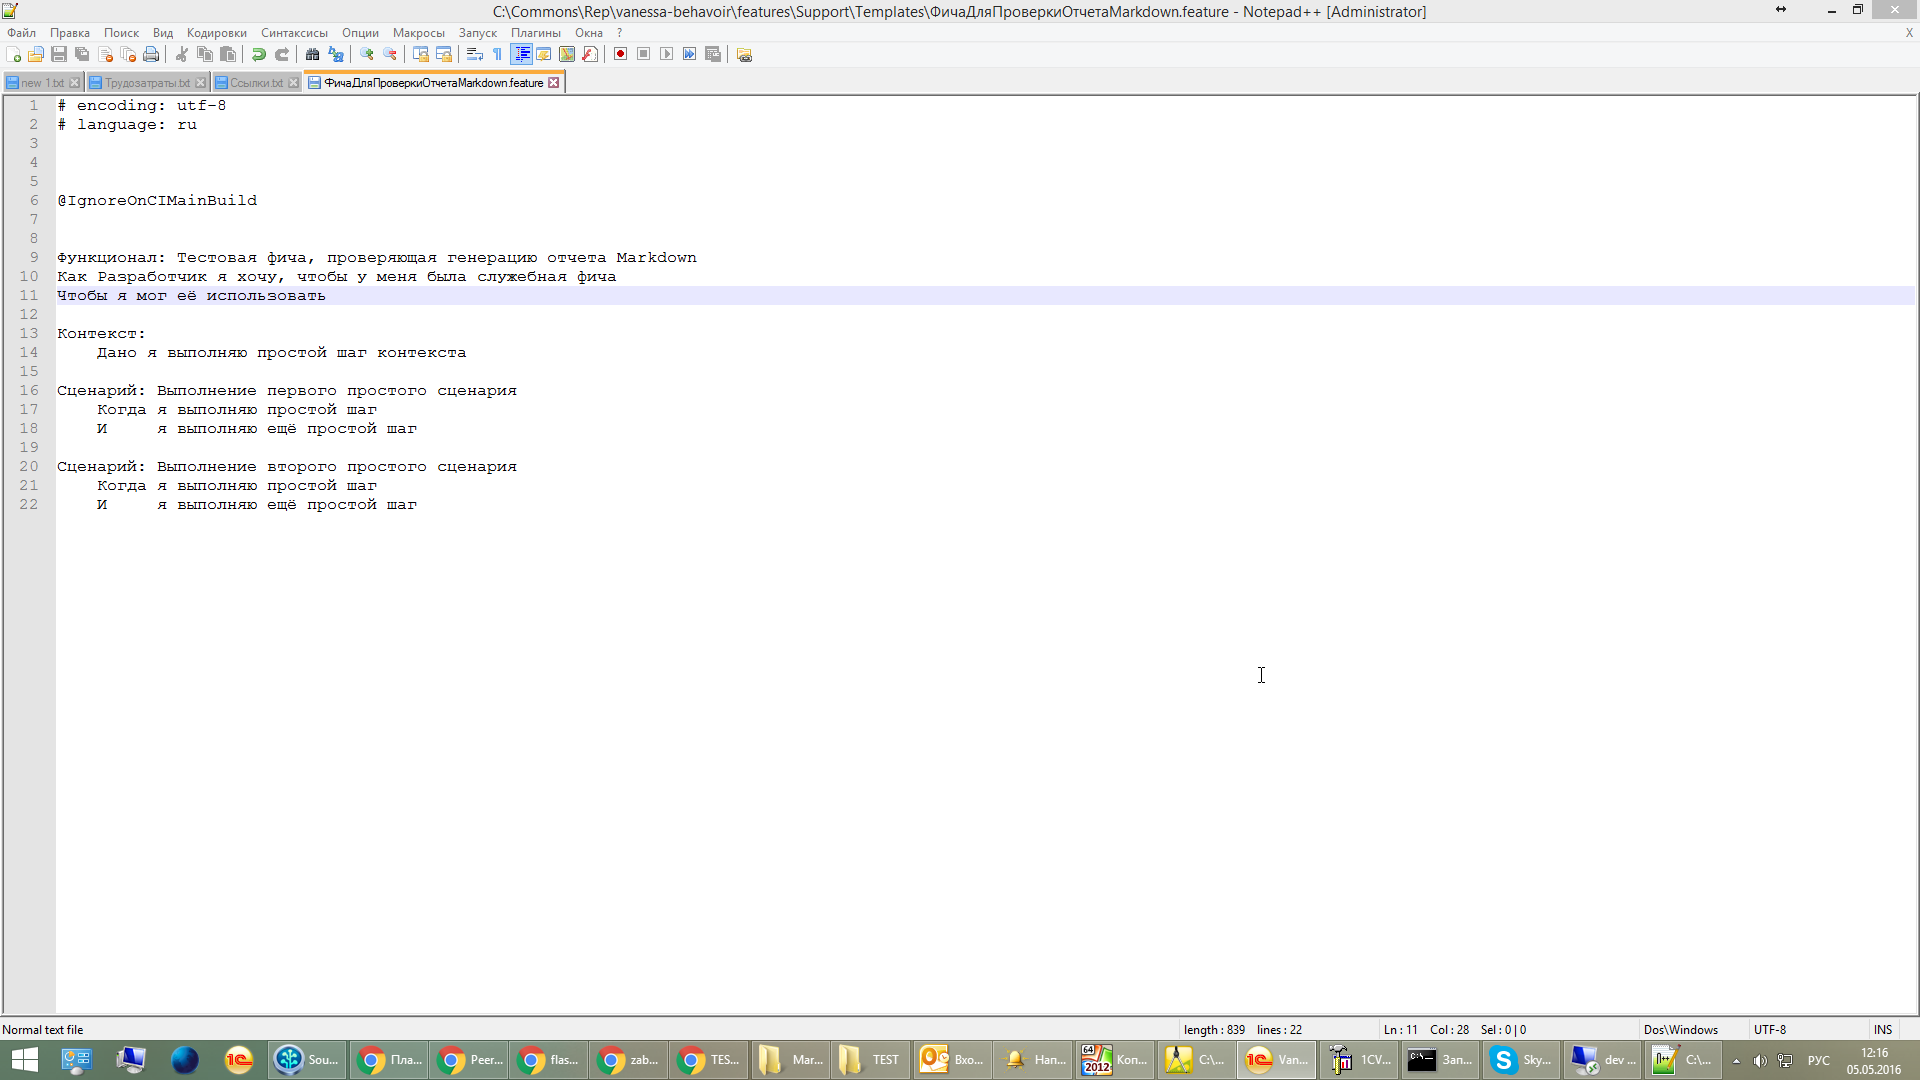 C:\Commons\Rep\vanessa-behavoir\features\Support\Templates\ФичаДляПроверкиОтчетаMarkdown.feature - Notepad++ [Administrator]
Файл Правка Поиск Вид Кодировки Синтаксисы Опции Макросы Запуск Плагины Окна ? X
new 1.txt Трудозатраты.txt Ссылки.txt ФичаДляПроверкиОтчетаMarkdown.feature
1 # encoding: utf-8
2 # language: ru
3
4
5
6 @IgnoreOnCIMainBuild
7
8
9 Функционал: Тестовая фича, проверяющая генерацию отчета Markdown
10 Как Разработчик я хочу, чтобы у меня была служебная фича
11 Чтобы я мог её использовать
12
13 Контекст:
14 Дано я выполняю простой шаг контекста
15
16 Сценарий: Выполнение первого простого сценария
17 Когда я выполняю простой шаг
18 И я выполняю ещё простой шаг
19
20 Сценарий: Выполнение второго простого сценария
21 Когда я выполняю простой шаг
22 И я выполняю ещё простой шаг
Normal text file length : 839 lines : 22 Ln : 11 Col : 28 Sel : 0 | 0 Dos\Windows UTF-8 INS
Sou... Пла... Peer... flas... zab... TES... Mar... TEST Вхо... Нап... 64 2012 Коп... C:\... Van... 1CV... Зап... Sky... dev ... C:\... РУС 12:16
05.05.2016